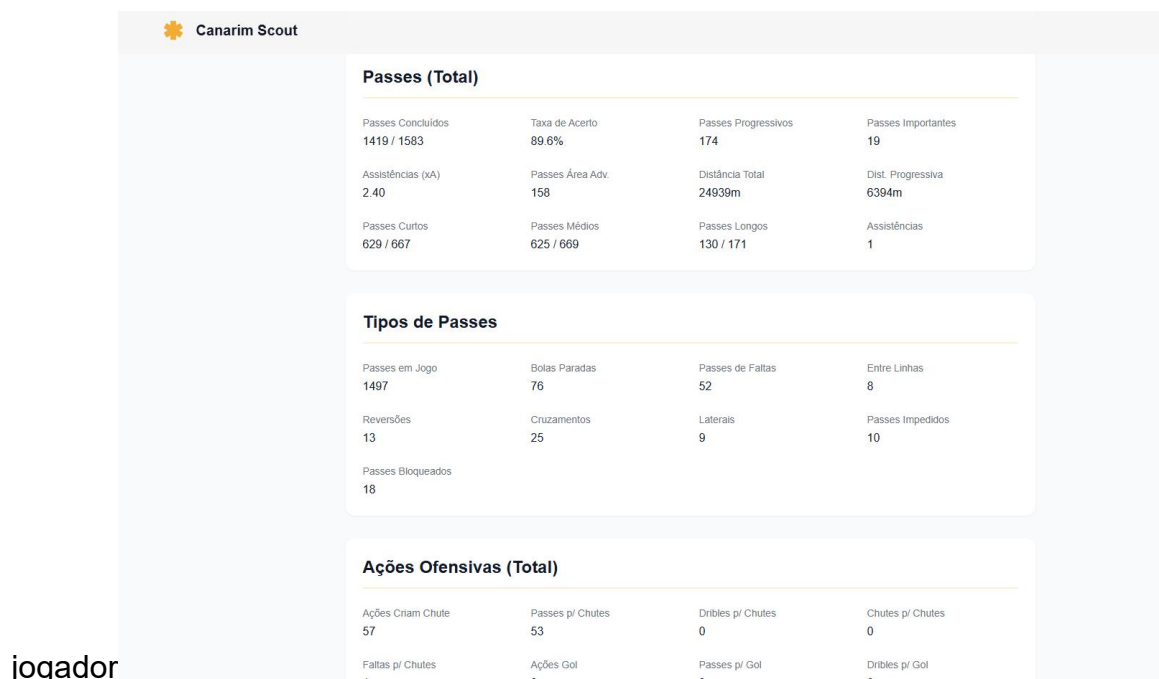 Canarim Scout
Passes (Total)
Passes Concluídos Taxa de Acerto Passes Progressivos Passes Importantes
1419 / 1583 89.6% 174 19
Assistências (xA) Passes Área Adv. Distância Total Dist. Progressiva
2.40 158 24939m 6394m
Passes Curtos Passes Médios Passes Longos Assistências
629 / 667 625 / 669 130 / 171 1
Tipos de Passes
Passes em Jogo Bolas Paradas Passes de Faltas Entre Linhas
1497 76 52 8
Reversões Cruzamentos Laterais Passes Impedidos
13 25 9 10
Passes Bloqueados
18
Ações Ofensivas (Total)
Ações Criam Chute Passes p/ Chutes Dribles p/ Chutes Chutes p/ Chutes
57 53 0 0
Faltas p/ Chutes Ações Gol Passes p/ Gol Dribles p/ Gol
jogador